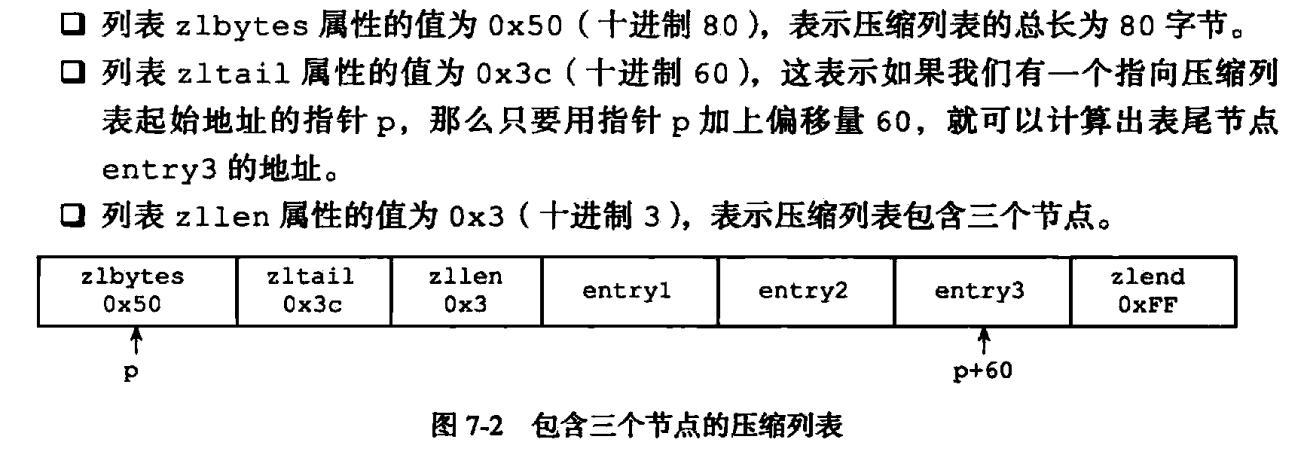 ❑ 列表 zlbytes 属性的值为 0x50（十进制 80），表示压缩列表的总长为 80 字节。
❑ 列表 zltail 属性的值为 0x3c（十进制 60），这表示如果我们有一个指向压缩列
表起始地址的指针 p，那么只要用指针 p 加上偏移量 60，就可以计算出表尾节点
entry3 的地址。
❑ 列表 zllen 属性的值为 0x3（十进制 3），表示压缩列表包含三个节点。
zlbytes
0x50
zltail
0x3c
zllen
0x3
entry1
entry2
entry3
zlend
0xFF
p
p+60
图 7-2 包含三个节点的压缩列表